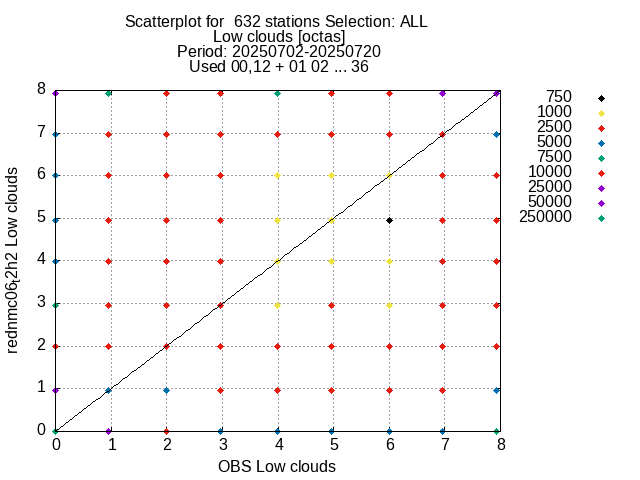 Scatterplot for  632 stations Selection: ALL
Low clouds [octas]
Period: 20250702-20250720
Used 00,12 + 01 02 ... 36
8
7
6
5
4
3
2
1
0
rednmc06,2h2 Low clouds
0 1 2 3 4 5 6 7 8
OBS Low clouds
750
1000
2500
5000
7500
10000
25000
50000
250000